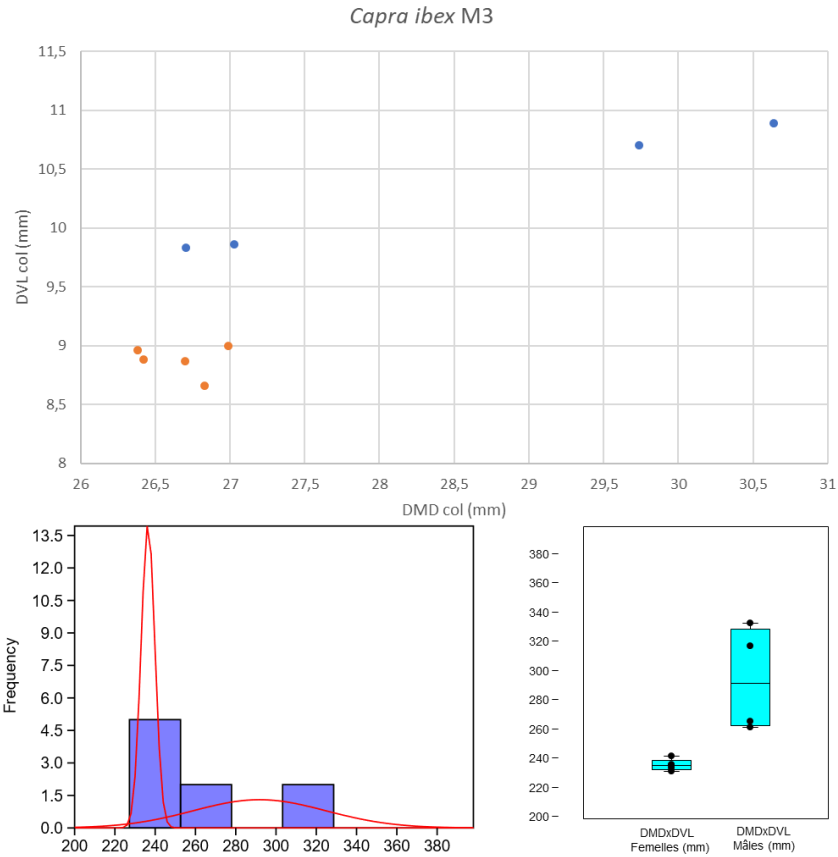 Capra ibex M3
11,5
11
10,5
10
9,5
9
8,5
8
DVL col (mm)
26 26,5 27 27,5 28 28,5 29 29,5 30 30,5 31
DMD col (mm)
13.5
12.0
10.5
9.0
7.5
6.0
4.5
3.0
1.5
0.0
Frequency
200 220 240 260 280 300 320 340 360 380
380
360
340
320
300
280
260
240
220
200
DMDxDVL
Femelles (mm)
DMDxDVL
Mâles (mm)